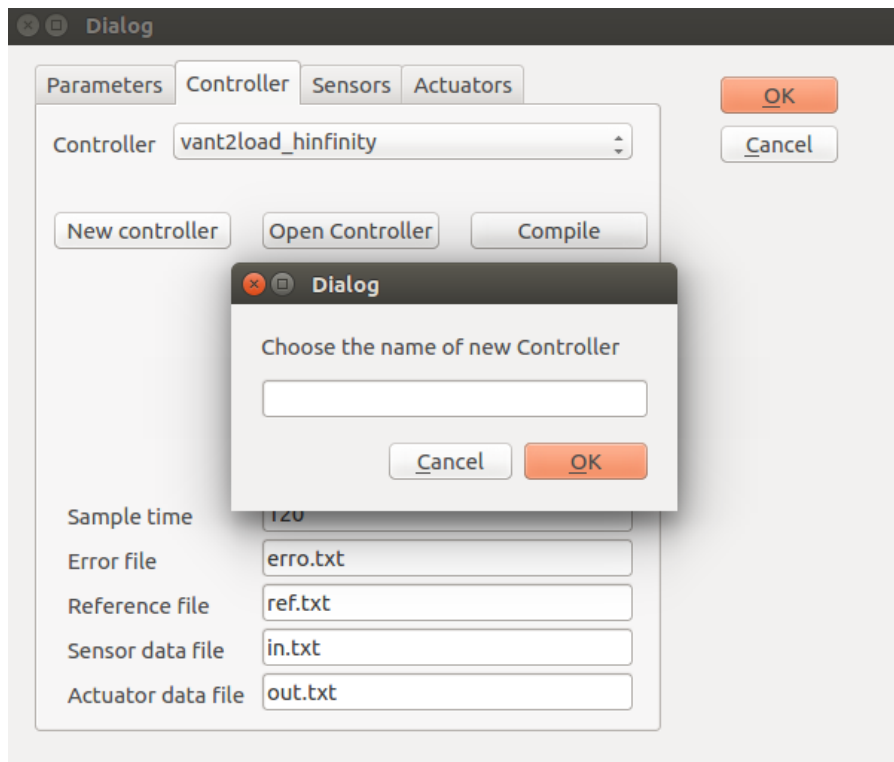 Dialog
Parameters Controller Sensors Actuators
OK
Controller vant2load_hinfinity
Cancel
New controller Open Controller Compile
Dialog
Choose the name of new Controller
Cancel OK
Sample time 120
Error file erro.txt
Reference file ref.txt
Sensor data file in.txt
Actuator data file out.txt